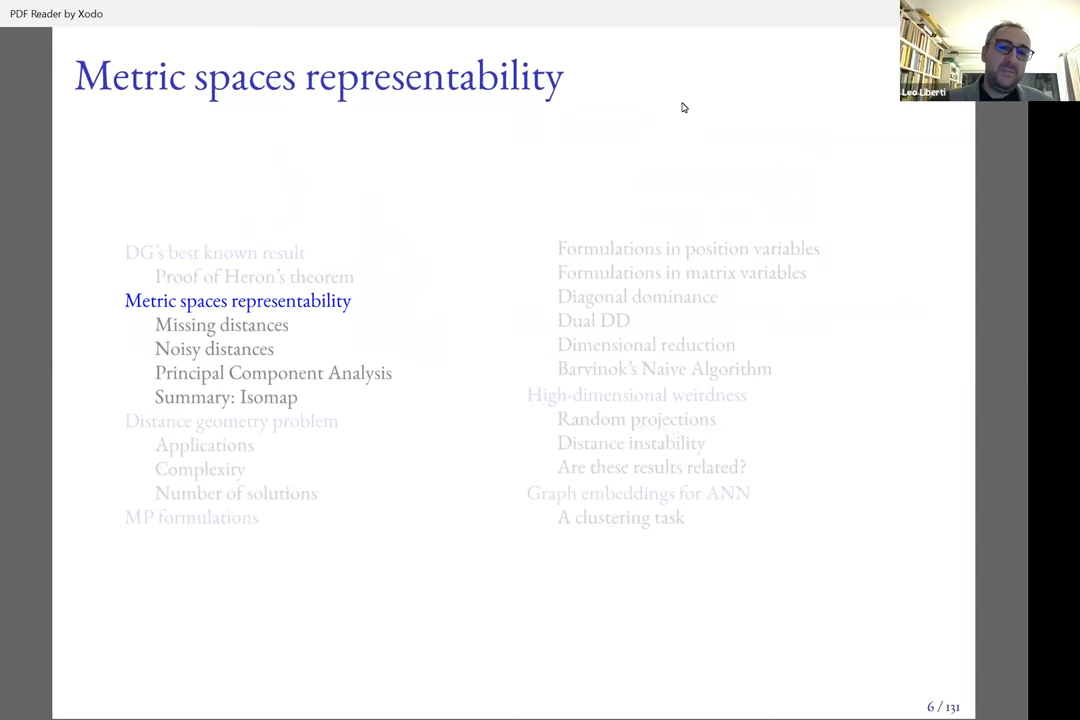 PDF Reader by Xodo
Metric spaces representability
Leo Liberti
DG's best known result
Proof of Heron's theorem
Metric spaces representability
Missing distances
Noisy distances
Principal Component Analysis
Summary: Isomap
Distance geometry problem
Applications
Complexity
Number of solutions
MP formulations
Formulations in position variables
Formulations in matrix variables
Diagonal dominance
Dual DD
Dimensional reduction
Barvinok's Naive Algorithm
High-dimensional weirdness
Random projections
Distance instability
Are these results related?
Graph embeddings for ANN
A clustering task
6 / 131